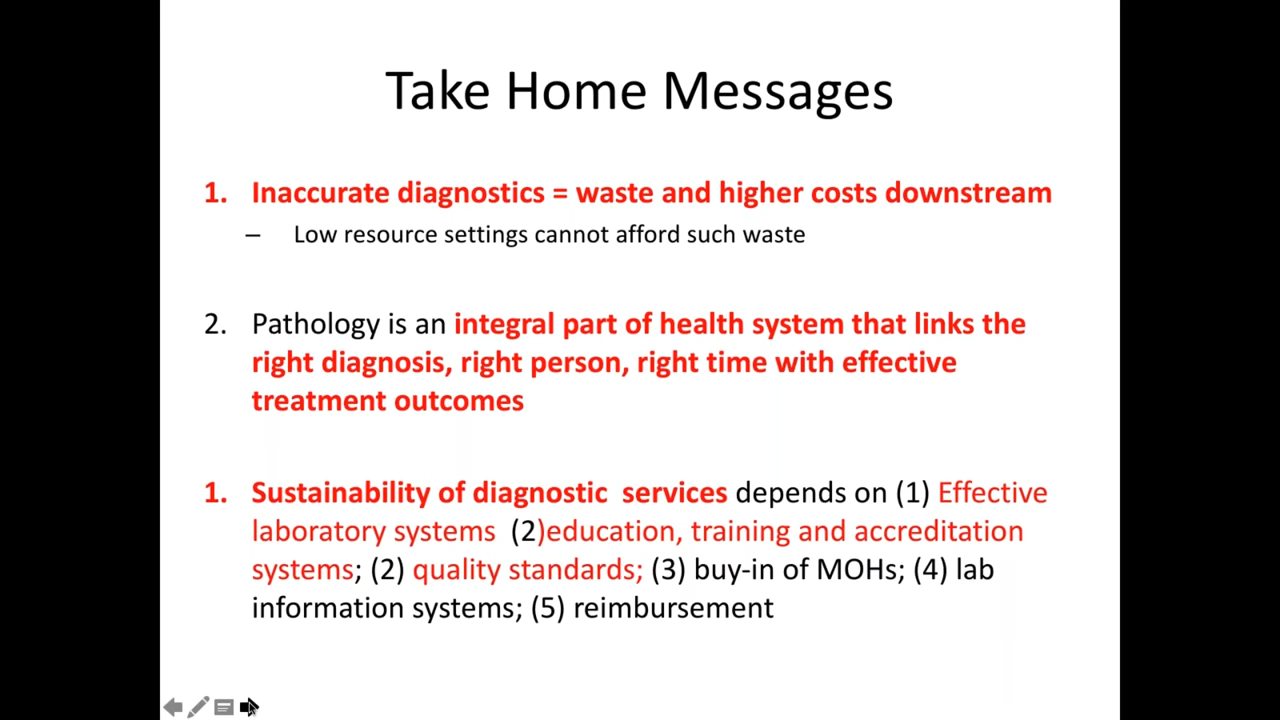 Take Home Messages
1. Inaccurate diagnostics = waste and higher costs downstream
– Low resource settings cannot afford such waste
2. Pathology is an integral part of health system that links the
right diagnosis, right person, right time with effective
treatment outcomes
1. Sustainability of diagnostic services depends on (1) Effective
laboratory systems (2)education, training and accreditation
systems; (2) quality standards; (3) buy-in of MOHs; (4) lab
information systems; (5) reimbursement